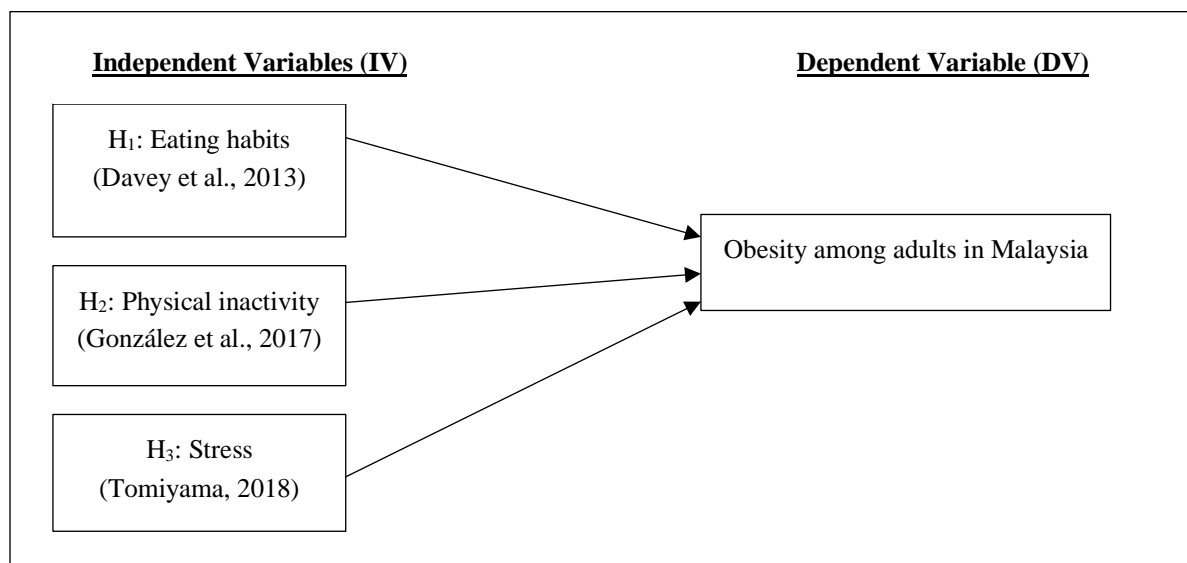 Independent Variables (IV)
Dependent Variable (DV)
H₁: Eating habits
(Davey et al., 2013)
H₂: Physical inactivity
(González et al., 2017)
H₃: Stress
(Tomiyama, 2018)
Obesity among adults in Malaysia